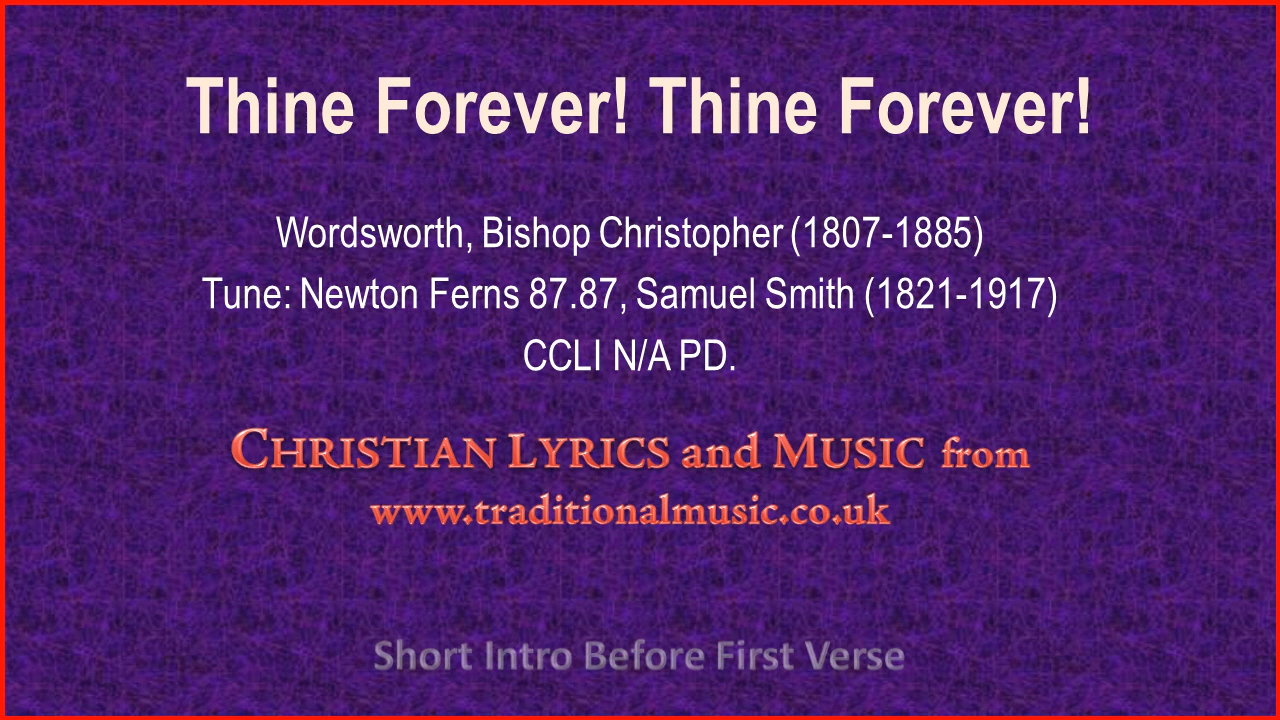 Thine Forever! Thine Forever!
Wordsworth, Bishop Christopher (1807-1885)
Tune: Newton Ferns 87.87, Samuel Smith (1821-1917)
CCLI N/A PD.
CHRISTIAN LYRICS and MUSIC from
www.traditionalmusic.co.uk
Short Intro Before First Verse